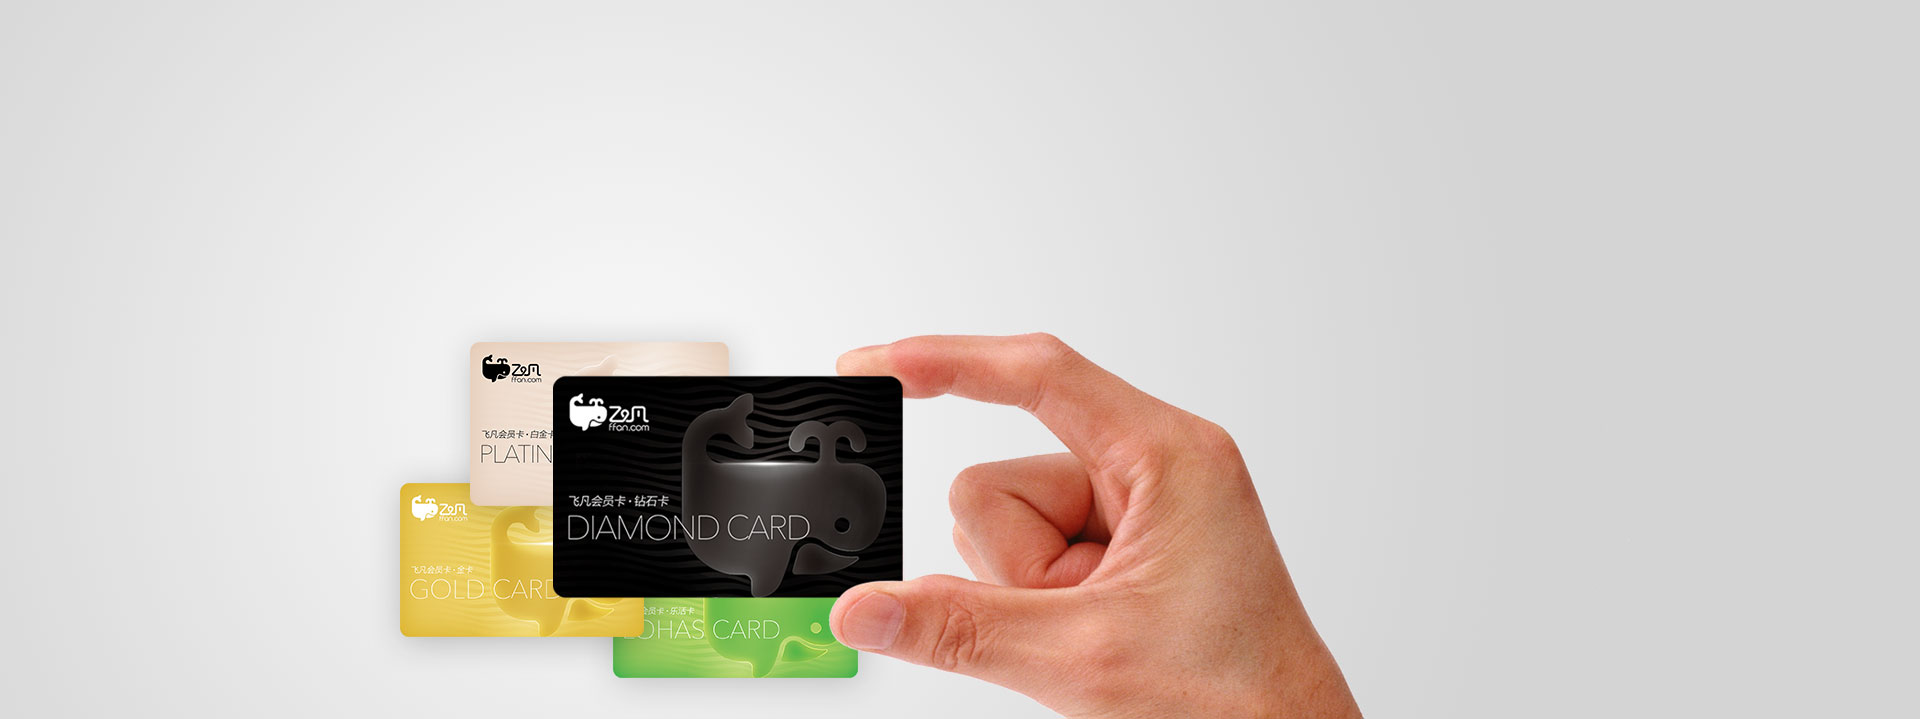 飞凡
ffan.com
飞凡会员卡·白金卡
PLATIN
飞凡
ffan.com
飞凡会员卡·钻石卡
DIAMOND CARD
飞凡
ffan.com
飞凡会员卡·金卡
GOLD CARD
会员卡·乐活卡
LOHAS CARD